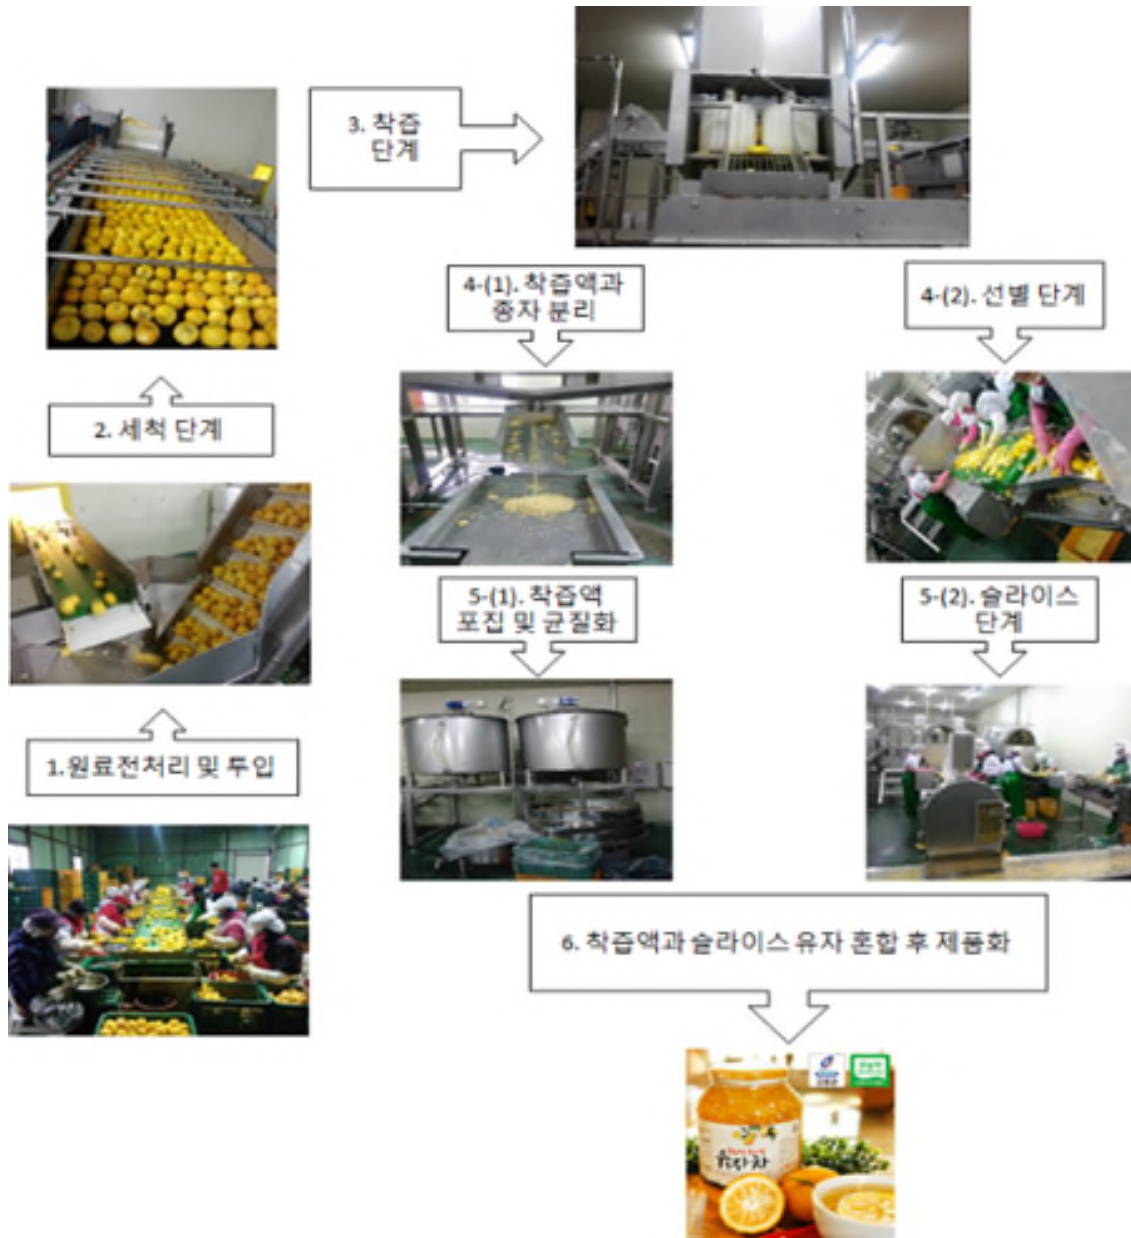 3. 착즙
단계
4-(1). 착즙액과
종자 분리
4-(2). 선별 단계
2. 세척 단계
5-(1). 착즙액
포집 및 균질화
5-(2). 슬라이스
단계
1.원료전처리 및 투입
6. 착즙액과 슬라이스 유자 혼합 후 제품화
유자차